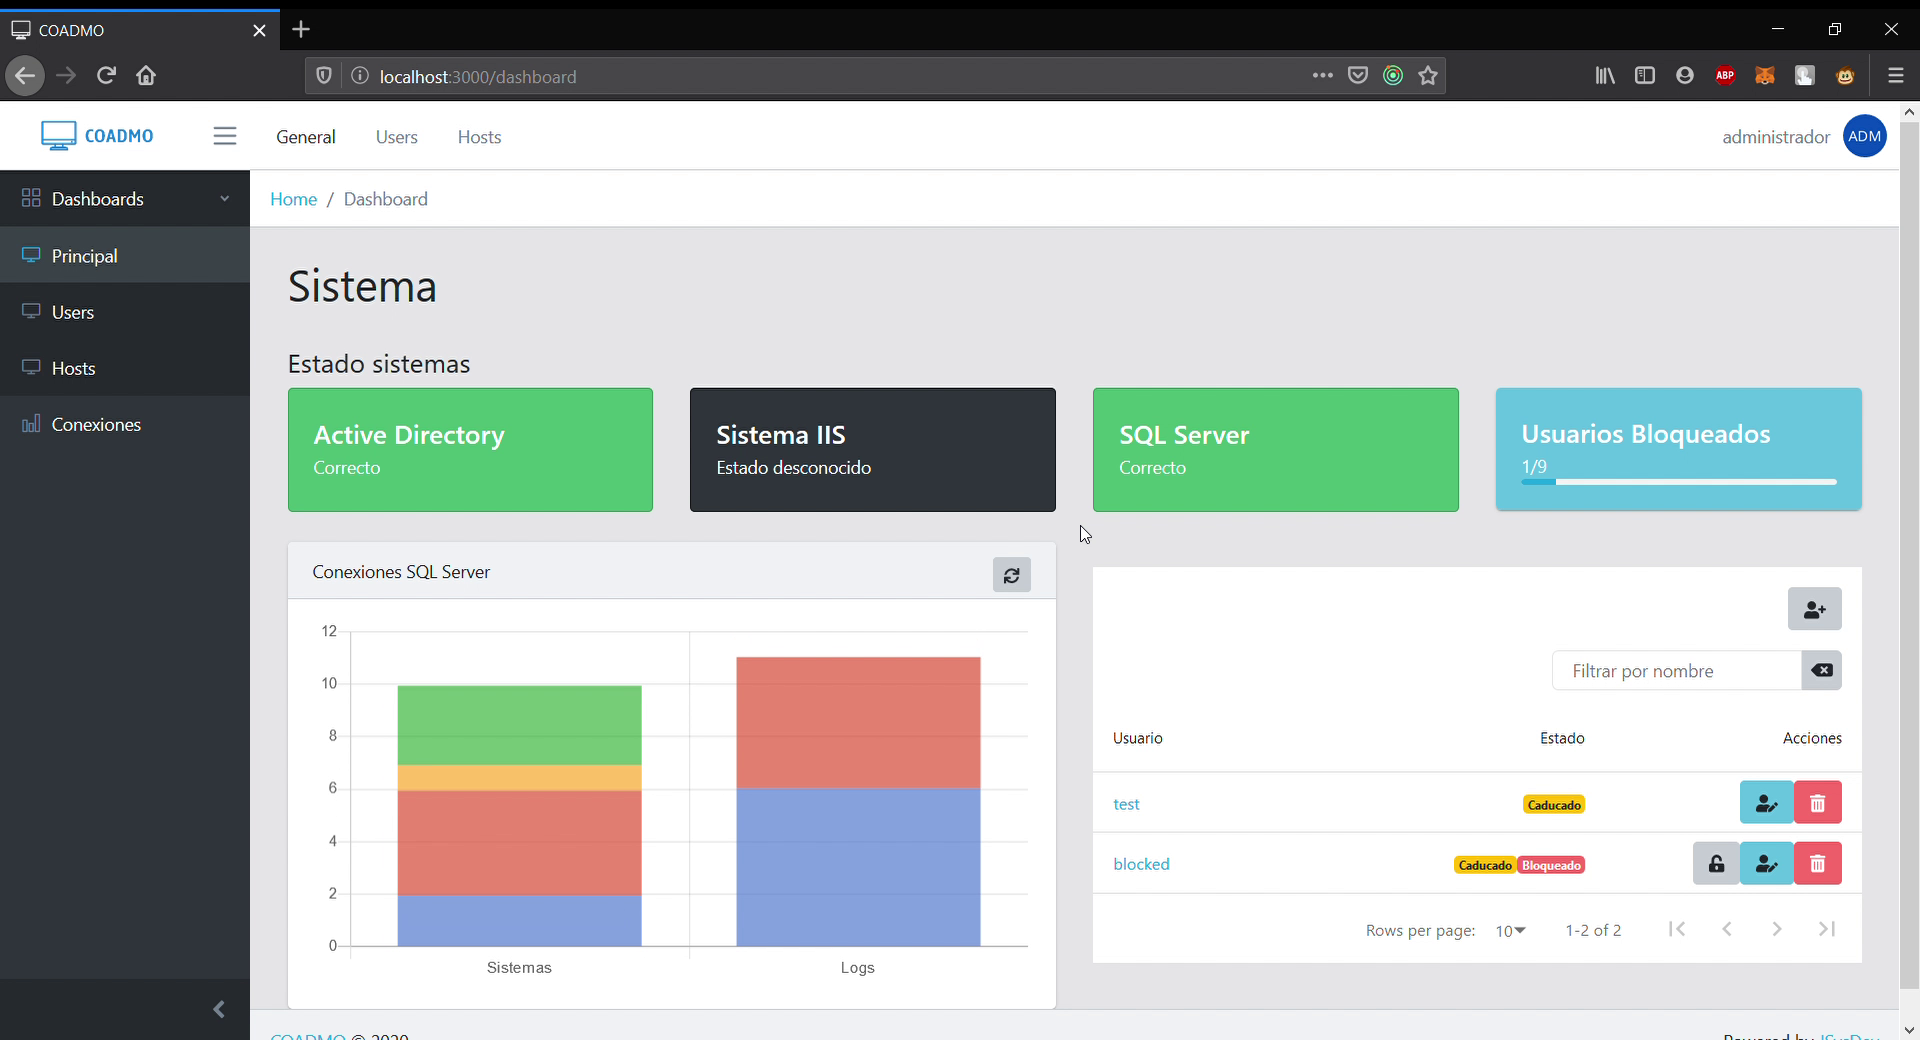 COADMO
localhost:3000/dashboard
ABP
COADMO
General
Users
Hosts
administrador
ADM
Dashboards
Principal
Users
Hosts
Conexiones
Home / Dashboard
Sistema
Estado sistemas
Active Directory
Correcto
Sistema IIS
Estado desconocido
SQL Server
Correcto
Usuarios Bloqueados
1/9
Conexiones SQL Server
12
10
8
6
4
2
0
Sistemas
Logs
Filtrar por nombre
Usuario
Estado
Acciones
test
Caducado
blocked
Caducado
Bloqueado
Rows per page:
10
1-2 of 2
COADMO © 2020
Powered by